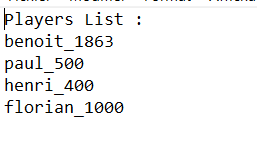 Players List :
benoit_1863
paul_500
henri_400
florian_1000